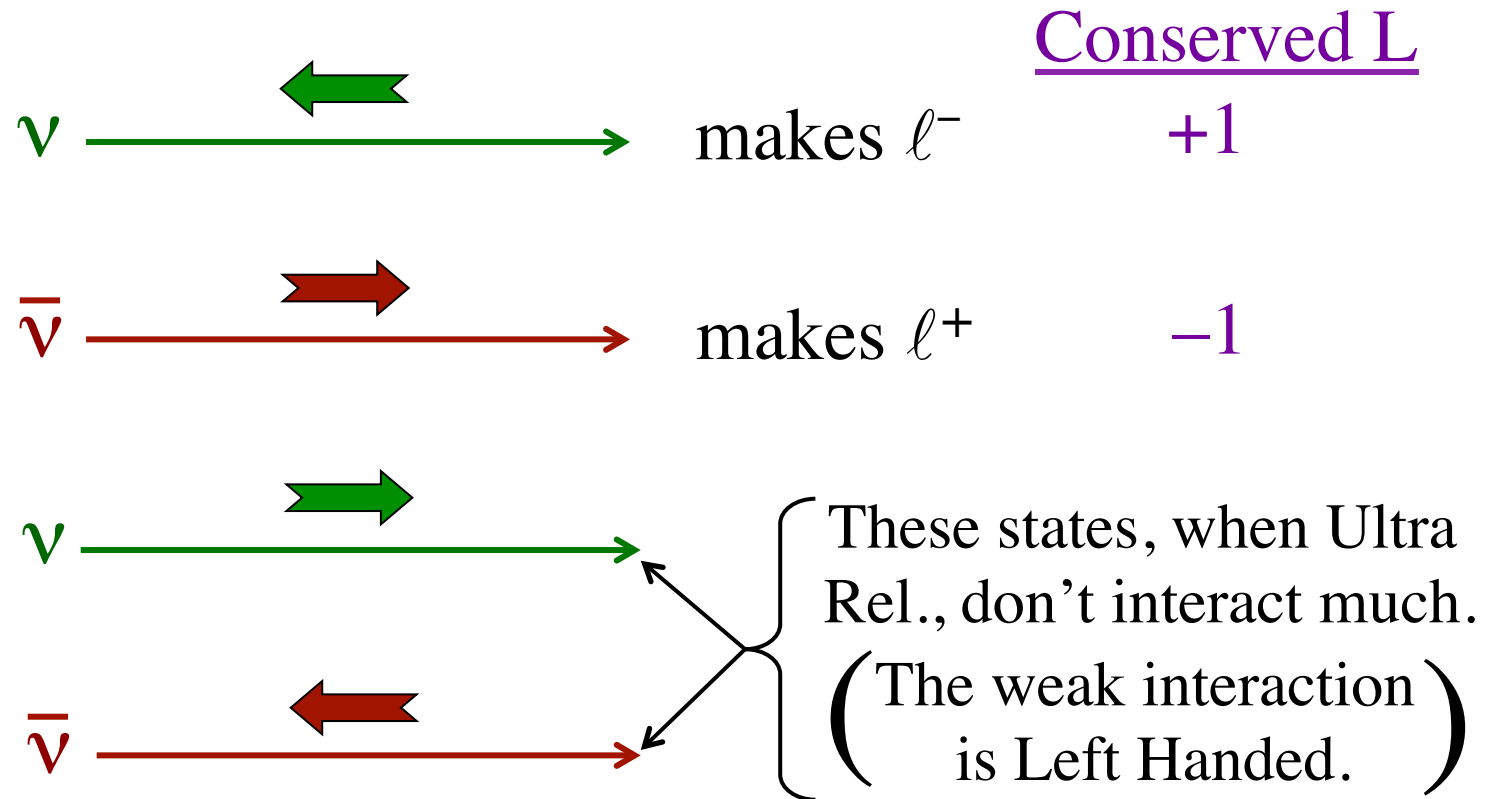 Conserved L
ν makes ℓ⁻ +1
ν̅ makes ℓ⁺ –1
ν
These states, when Ultra
Rel., don’t interact much.
(The weak interaction
is Left Handed.)
ν̅